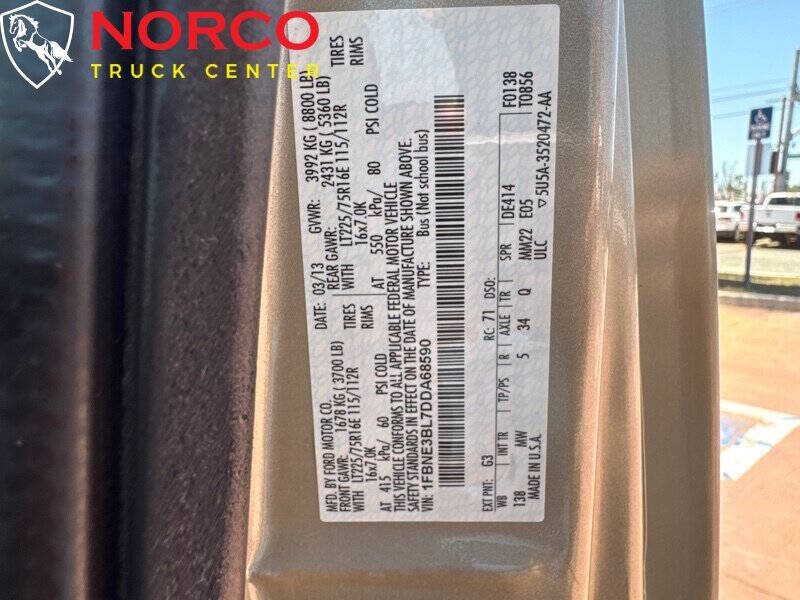 NORCO
TRUCK CENTER
MFD. BY FORD MOTOR CO. DATE: 03/13 GVWR: 3992 KG ( 8800 LB)
FRONT GAWR: 1678 KG ( 3700 LB) REAR GAWR: 2431 KG ( 5360 LB)
WITH LT225/75R16E 115/112R TIRES WITH LT225/75R16E 115/112R TIRES
16x7.0K RIMS 16x7.0K RIMS
AT 415 kPa/ 60 PSI COLD AT 550 kPa/ 80 PSI COLD
THIS VEHICLE CONFORMS TO ALL APPLICABLE FEDERAL MOTOR VEHICLE
SAFETY STANDARDS IN EFFECT ON THE DATE OF MANUFACTURE SHOWN ABOVE.
VIN: 1FBNE3BL7DDA68590 TYPE: Bus (Not school bus)
F0138
T0856
EXT PNT: G3 RC: 71 DSO:
WB INT TR TP/PS R AXLE TR SPR DE414
138 MW 5 34 Q MM22 E05
MADE IN U.S.A. ULC
▽5U5A-3520472-AA